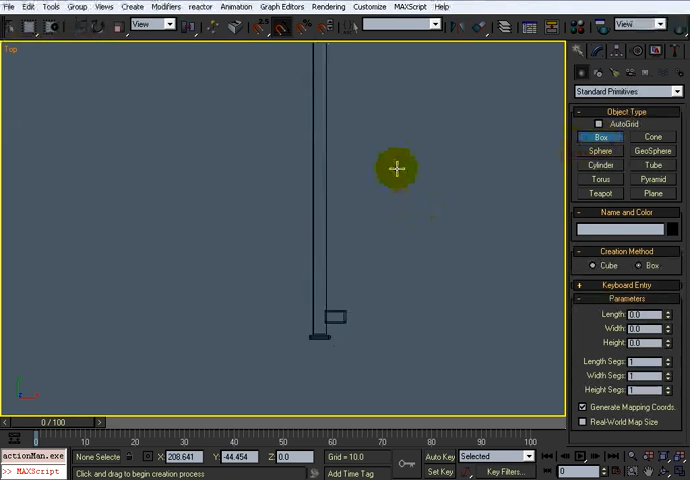 File Edit Tools Group Views Create Modifiers reactor Animation Graph Editors Rendering Customize MAXScript Help
View 2.5 View
Top
Standard Primitives
Object Type
AutoGrid
Box Cone
Sphere GeoSphere
Cylinder Tube
Torus Pyramid
Teapot Plane
Name and Color
Creation Method
Cube Box
Keyboard Entry
Parameters
Length: 0.0
Width: 0.0
Height: 0.0
Length Segs: 1
Width Segs: 1
Height Segs: 1
Generate Mapping Coords.
Real-World Map Size
0 / 100
0 10 20 30 40 50 60 70 80 90 100
actionMan.exe None Selecte X: 208.641 Y: -44.454 Z: 0.0 Grid = 10.0 Auto Key Selected
>> MAXScript Click and drag to begin creation process Add Time Tag Set Key Key Filters... 0